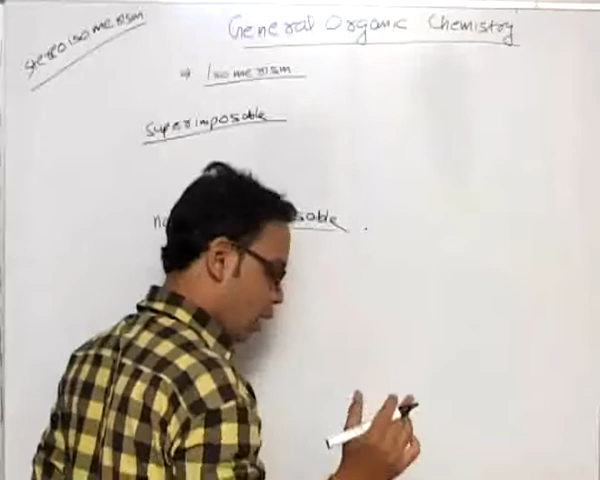 stereoisomerism
General Organic Chemistry
⇒ Isomerism
superimposable